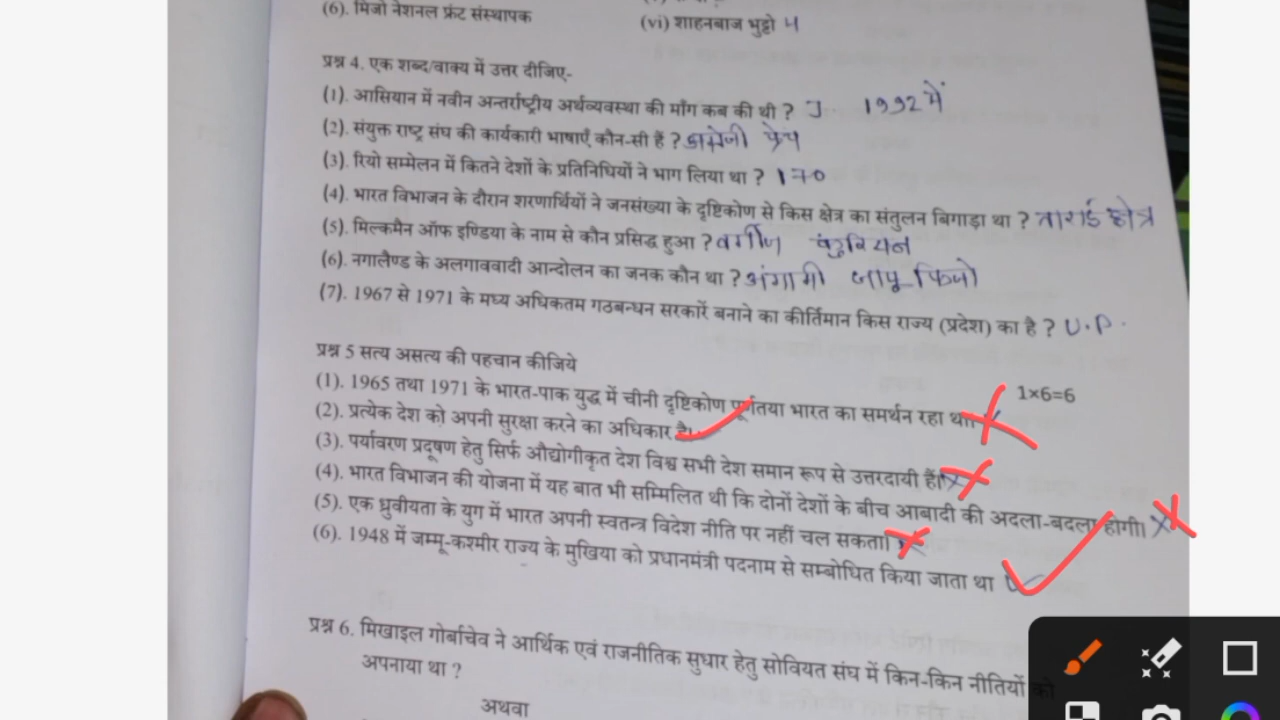 (6). मिजो नेशनल फ्रंट संस्थापक
(vi) शाहनबाज भुट्टो 4
प्रश्न 4. एक शब्द/वाक्य में उत्तर दीजिए-
(1). आसियान में नवीन अन्तर्राष्ट्रीय अर्थव्यवस्था की माँग कब की थी ? 1992 में
(2). संयुक्त राष्ट्र संघ की कार्यकारी भाषाएँ कौन-सी हैं ? अंग्रेजी फ्रेंच
(3). रियो सम्मेलन में कितने देशों के प्रतिनिधियों ने भाग लिया था ? 170
(4). भारत विभाजन के दौरान शरणार्थियों ने जनसंख्या के दृष्टिकोण से किस क्षेत्र का संतुलन बिगाड़ा था ? तराई क्षेत्र
(5). मिल्कमैन ऑफ इण्डिया के नाम से कौन प्रसिद्ध हुआ ? वर्गीज कुरियन
(6). नगालैण्ड के अलगाववादी आन्दोलन का जनक कौन था ? अंगामी जापू फिजो
(7). 1967 से 1971 के मध्य अधिकतम गठबन्धन सरकारें बनाने का कीर्तिमान किस राज्य (प्रदेश) का है ? U.P.
प्रश्न 5 सत्य असत्य की पहचान कीजिये
1×6=6
(1). 1965 तथा 1971 के भारत-पाक युद्ध में चीनी दृष्टिकोण पूर्णतया भारत का समर्थन रहा था।
(2). प्रत्येक देश को अपनी सुरक्षा करने का अधिकार है।
(3). पर्यावरण प्रदूषण हेतु सिर्फ औद्योगीकृत देश विश्व सभी देश समान रूप से उत्तरदायी हैं।
(4). भारत विभाजन की योजना में यह बात भी सम्मिलित थी कि दोनों देशों के बीच आबादी की अदला-बदला होगी।
(5). एक ध्रुवीयता के युग में भारत अपनी स्वतन्त्र विदेश नीति पर नहीं चल सकता।
(6). 1948 में जम्मू-कश्मीर राज्य के मुखिया को प्रधानमंत्री पदनाम से सम्बोधित किया जाता था
प्रश्न 6. मिखाइल गोर्बाचेव ने आर्थिक एवं राजनीतिक सुधार हेतु सोवियत संघ में किन-किन नीतियों को
अपनाया था ?
अथवा